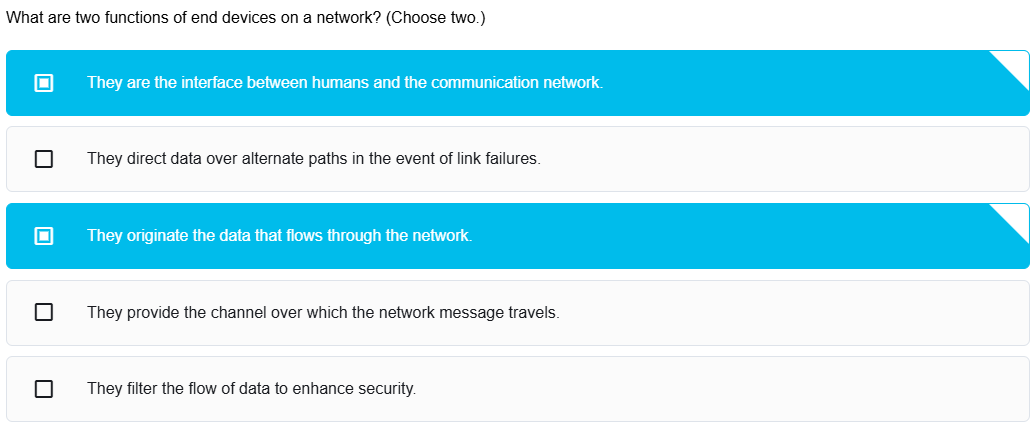 What are two functions of end devices on a network? (Choose two.)
They are the interface between humans and the communication network.
They direct data over alternate paths in the event of link failures.
They originate the data that flows through the network.
They provide the channel over which the network message travels.
They filter the flow of data to enhance security.